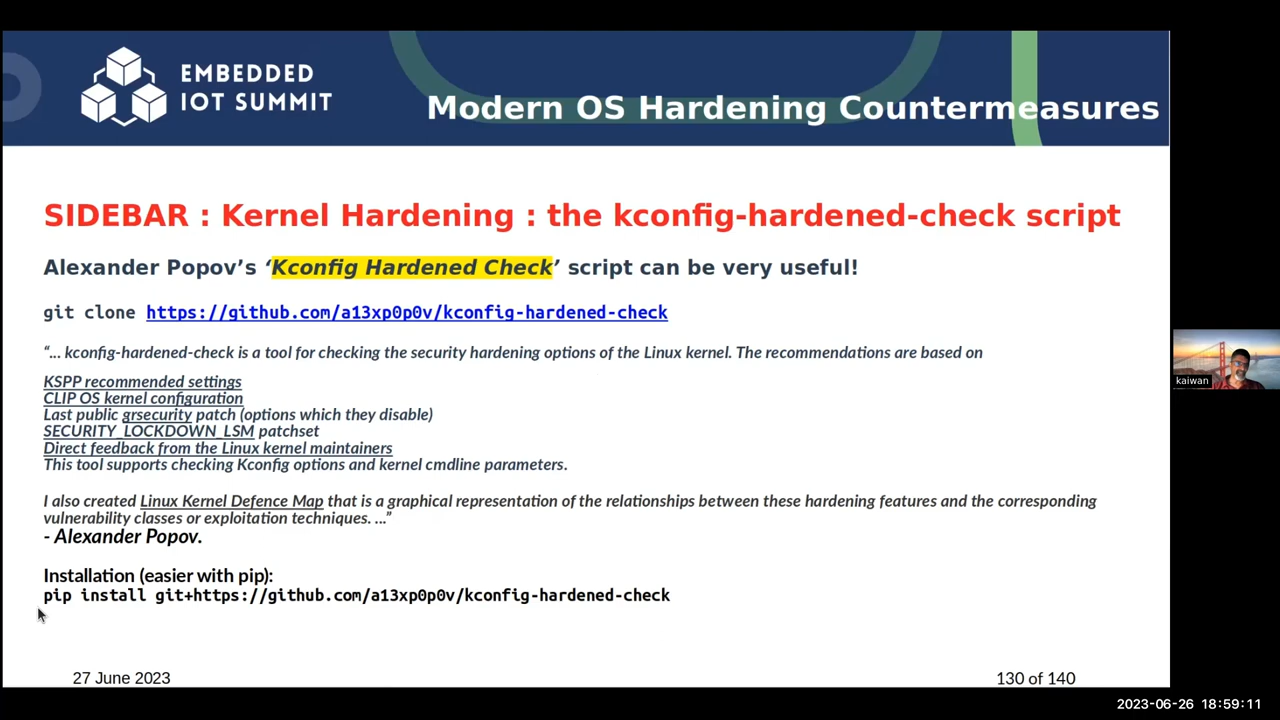 EMBEDDED
IOT SUMMIT
Modern OS Hardening Countermeasures
SIDEBAR : Kernel Hardening : the kconfig-hardened-check script
Alexander Popov’s ‘Kconfig Hardened Check’ script can be very useful!
git clone https://github.com/a13xp0p0v/kconfig-hardened-check
“... kconfig-hardened-check is a tool for checking the security hardening options of the Linux kernel. The recommendations are based on
KSPP recommended settings
CLIP OS kernel configuration
Last public grsecurity patch (options which they disable)
SECURITY_LOCKDOWN_LSM patchset
Direct feedback from the Linux kernel maintainers
This tool supports checking Kconfig options and kernel cmdline parameters.
I also created Linux Kernel Defence Map that is a graphical representation of the relationships between these hardening features and the corresponding
vulnerability classes or exploitation techniques. ...”
- Alexander Popov.
Installation (easier with pip):
pip install git+https://github.com/a13xp0p0v/kconfig-hardened-check
kaiwan
27 June 2023
130 of 140
2023-06-26 18:59:11